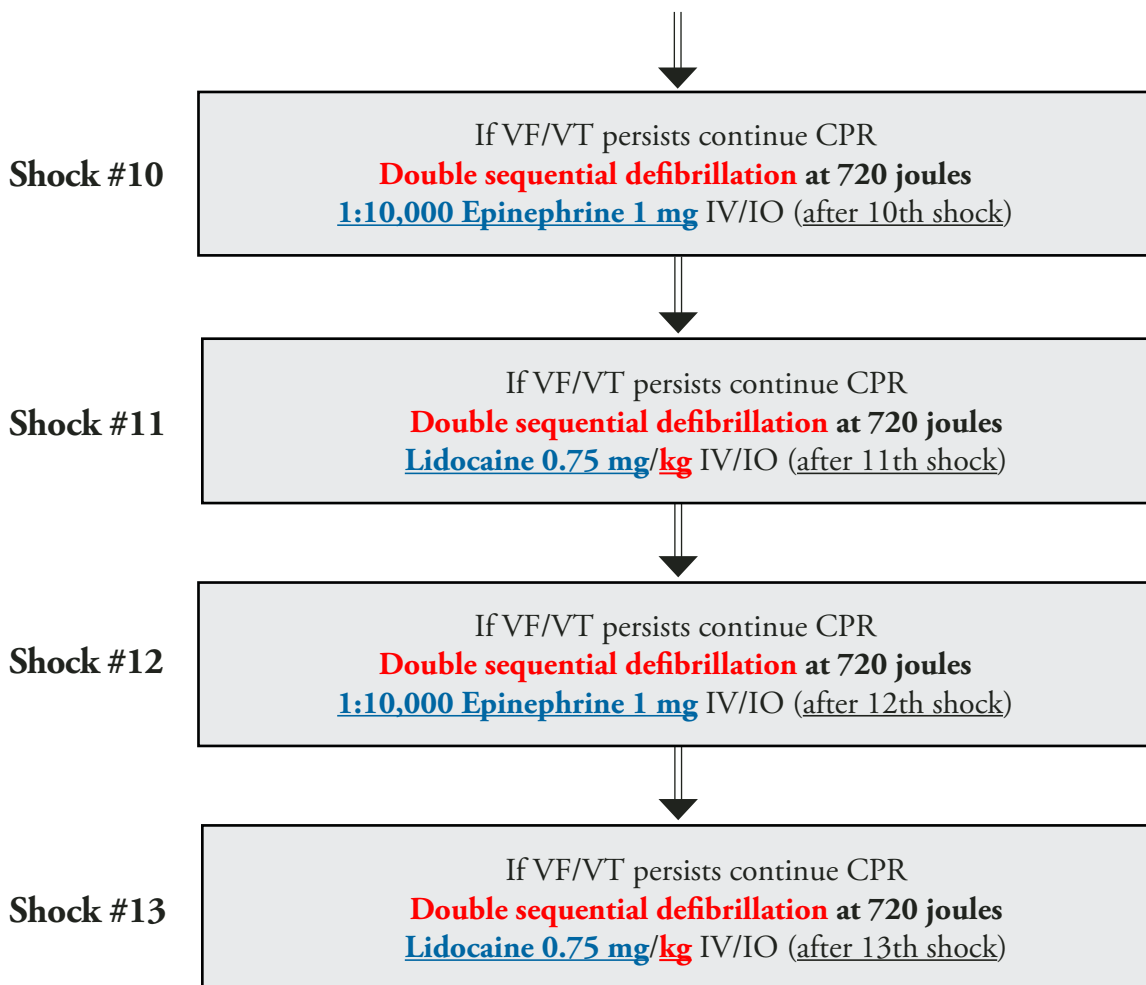 Shock #10
If VF/VT persists continue CPR
Double sequential defibrillation at 720 joules
1:10,000 Epinephrine 1 mg IV/IO (after 10th shock)
Shock #11
If VF/VT persists continue CPR
Double sequential defibrillation at 720 joules
Lidocaine 0.75 mg/kg IV/IO (after 11th shock)
Shock #12
If VF/VT persists continue CPR
Double sequential defibrillation at 720 joules
1:10,000 Epinephrine 1 mg IV/IO (after 12th shock)
Shock #13
If VF/VT persists continue CPR
Double sequential defibrillation at 720 joules
Lidocaine 0.75 mg/kg IV/IO (after 13th shock)